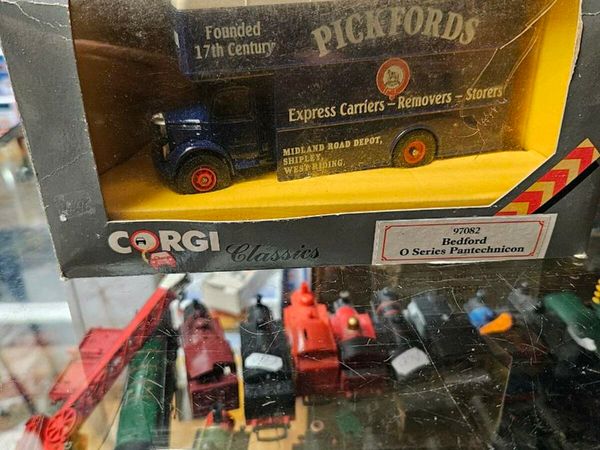 Founded
17th Century
PICKFORDS
Express Carriers - Removers - Storers
MIDLAND ROAD DEPOT,
SHIPLEY,
WEST RIDING.
CORGI Classics
97082
Bedford
O Series Pantechnicon